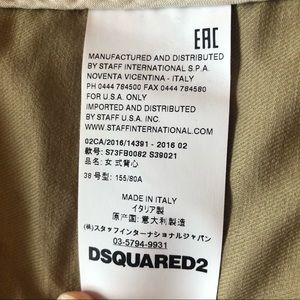 EAC
MANUFACTURED AND DISTRIBUTED
BY STAFF INTERNATIONAL S.P.A.
NOVENTA VICENTINA - ITALY
PH 0444 784500 FAX 0444 784580
FOR U.S.A. ONLY
IMPORTED AND DISTRIBUTED
BY STAFF U.S.A. INC.
FOR U.S.A. ONLY
WWW.STAFFINTERNATIONAL.COM
02CA/2016/14391 - 2016 02
款号: S73FB0082 S39021
品名: 女式背心
38 号型: 155/80A
MADE IN ITALY
イタリア製
原产国: 意大利製造
(株)スタッフインターナショナルジャパン
03-5794-9931
DSQUARED2